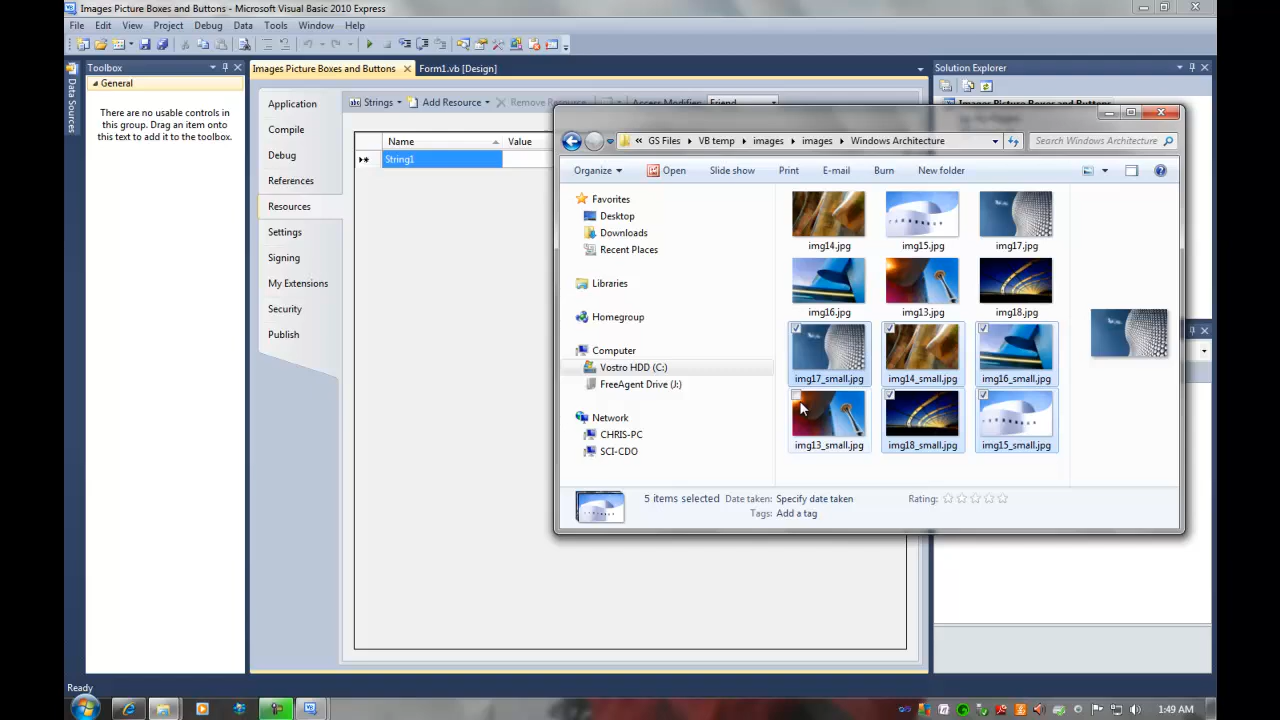 Images Picture Boxes and Buttons - Microsoft Visual Basic 2010 Express
File Edit View Project Debug Data Tools Window Help
Toolbox
General
There are no usable controls in
this group. Drag an item onto
this text to add it to the toolbox.
Data Sources
Images Picture Boxes and Buttons
Form1.vb [Design]
Application
Compile
Debug
References
Resources
Settings
Signing
My Extensions
Security
Publish
Strings Add Resource Remove Access Modifier: Friend
Name Value
String1
Solution Explorer
Images Picture Boxes and Buttons
« GS Files VB temp images images Windows Architecture
Search Windows Architecture
Organize Open Slide show Print E-mail Burn New folder
Favorites
Desktop
Downloads
Recent Places
Libraries
Homegroup
Computer
Vostro HDD (C:)
FreeAgent Drive (J:)
Network
CHRIS-PC
SCI-CDO
img14.jpg img15.jpg img17.jpg
img16.jpg img13.jpg img18.jpg
img17_small.jpg img14_small.jpg img16_small.jpg
img13_small.jpg img18_small.jpg img15_small.jpg
5 items selected Date taken: Specify date taken Rating:
Tags: Add a tag
Ready
1:49 AM